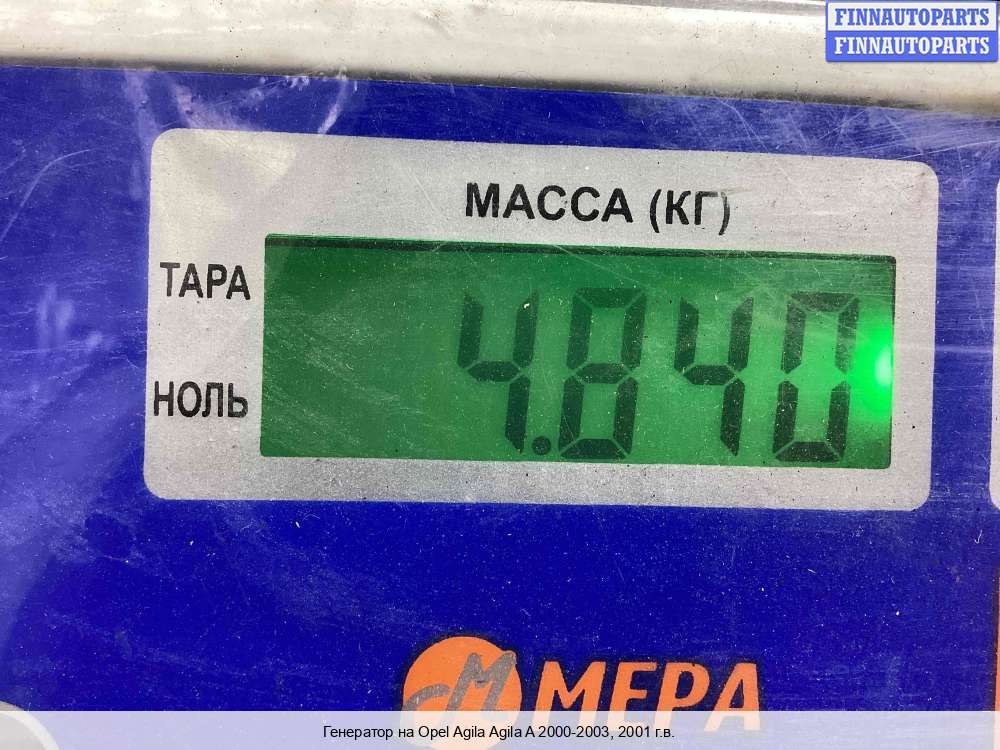 FINNAUTOPARTS
FINNAUTOPARTS
МАССА (КГ)
ТАРА
4.840
НОЛЬ
МЕРА
Генератор на Opel Agila Agila A 2000-2003, 2001 г.в.